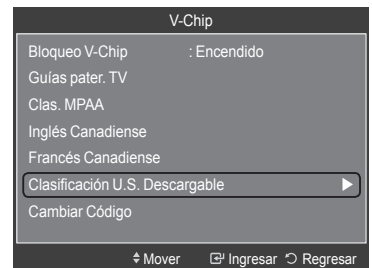 V-Chip
Bloqueo V-Chip : Encendido
Guías pater. TV
Clas. MPAA
Inglés Canadiense
Francés Canadiense
Clasificación U.S. Descargable
Cambiar Código
Mover Ingresar Regresar